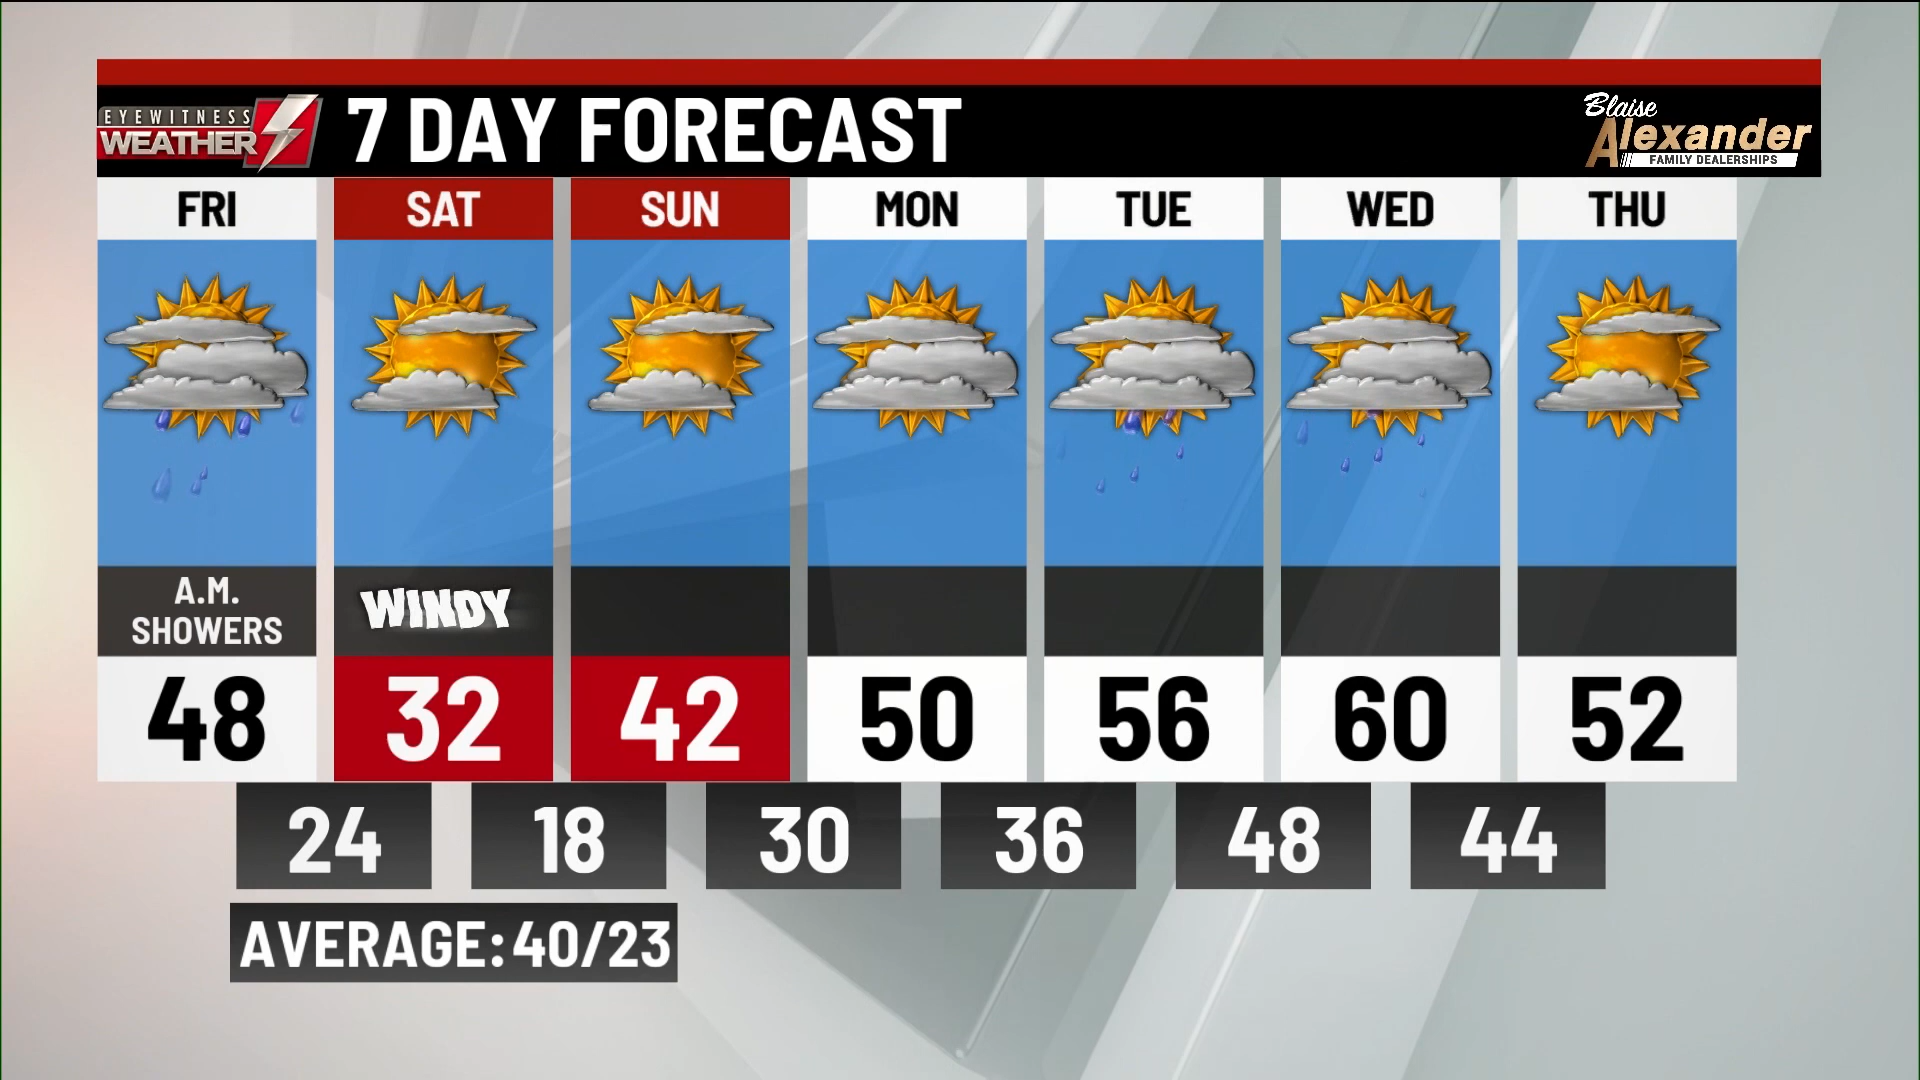 EYEWITNESS
WEATHER
7 DAY FORECAST
Blaise
Alexander
FAMILY DEALERSHIPS
FRI SAT SUN MON TUE WED THU
A.M.
SHOWERS
WINDY
48 32 42 50 56 60 52
24 18 30 36 48 44
AVERAGE: 40/23